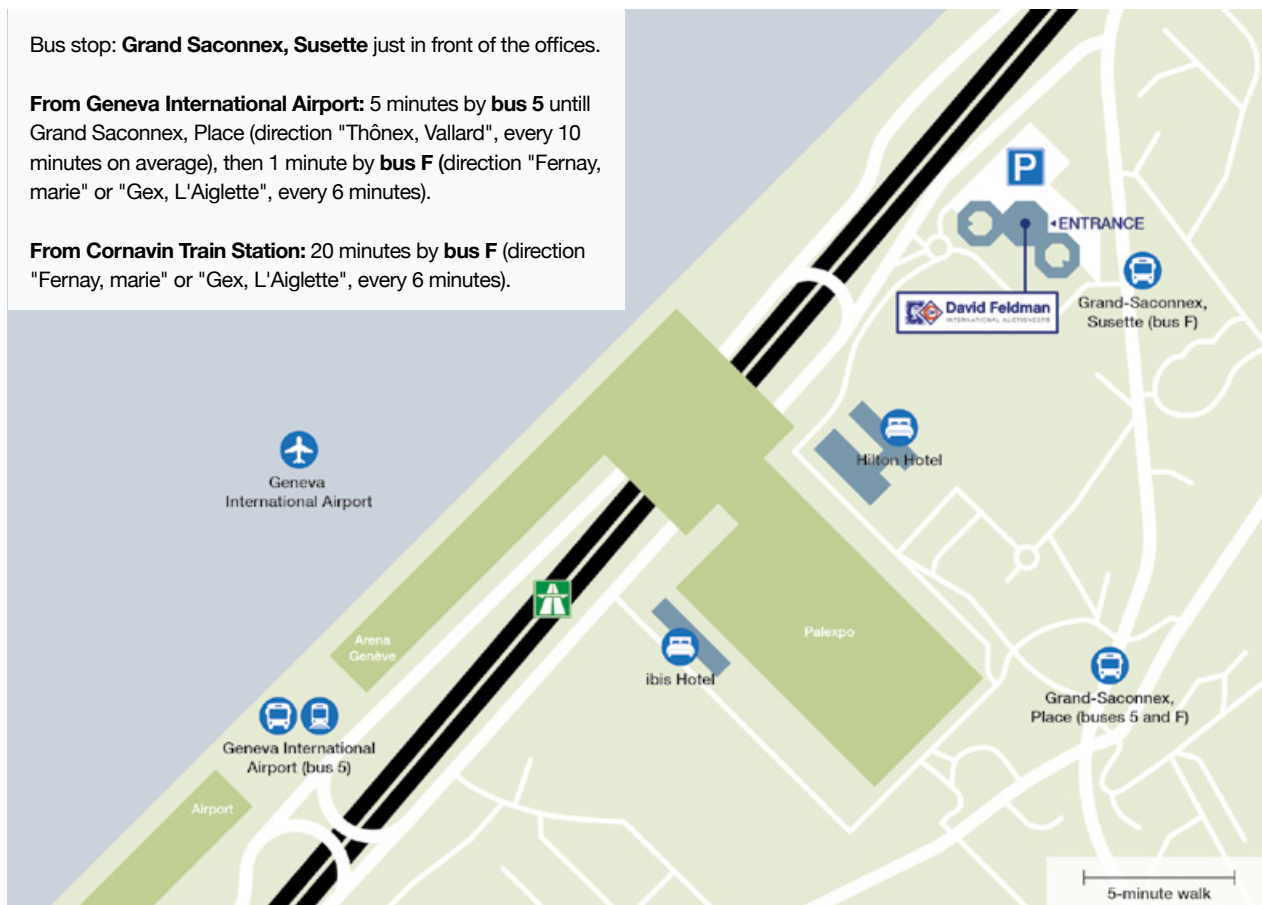 Bus stop: Grand Saconnex, Susette just in front of the offices.
From Geneva International Airport: 5 minutes by bus 5 untill
Grand Saconnex, Place (direction "Thônex, Vallard", every 10
minutes on average), then 1 minute by bus F (direction "Fernay,
marie" or "Gex, L'Aiglette", every 6 minutes).
From Cornavin Train Station: 20 minutes by bus F (direction
"Fernay, marie" or "Gex, L'Aiglette", every 6 minutes).
P
ENTRANCE
David Feldman
INTERNATIONAL AUCTIONEERS
Grand-Saconnex,
Susette (bus F)
Hilton Hotel
Geneva
International Airport
Arena
Genève
Palexpo
ibis Hotel
Grand-Saconnex,
Place (buses 5 and F)
Geneva International
Airport (bus 5)
Airport
5-minute walk